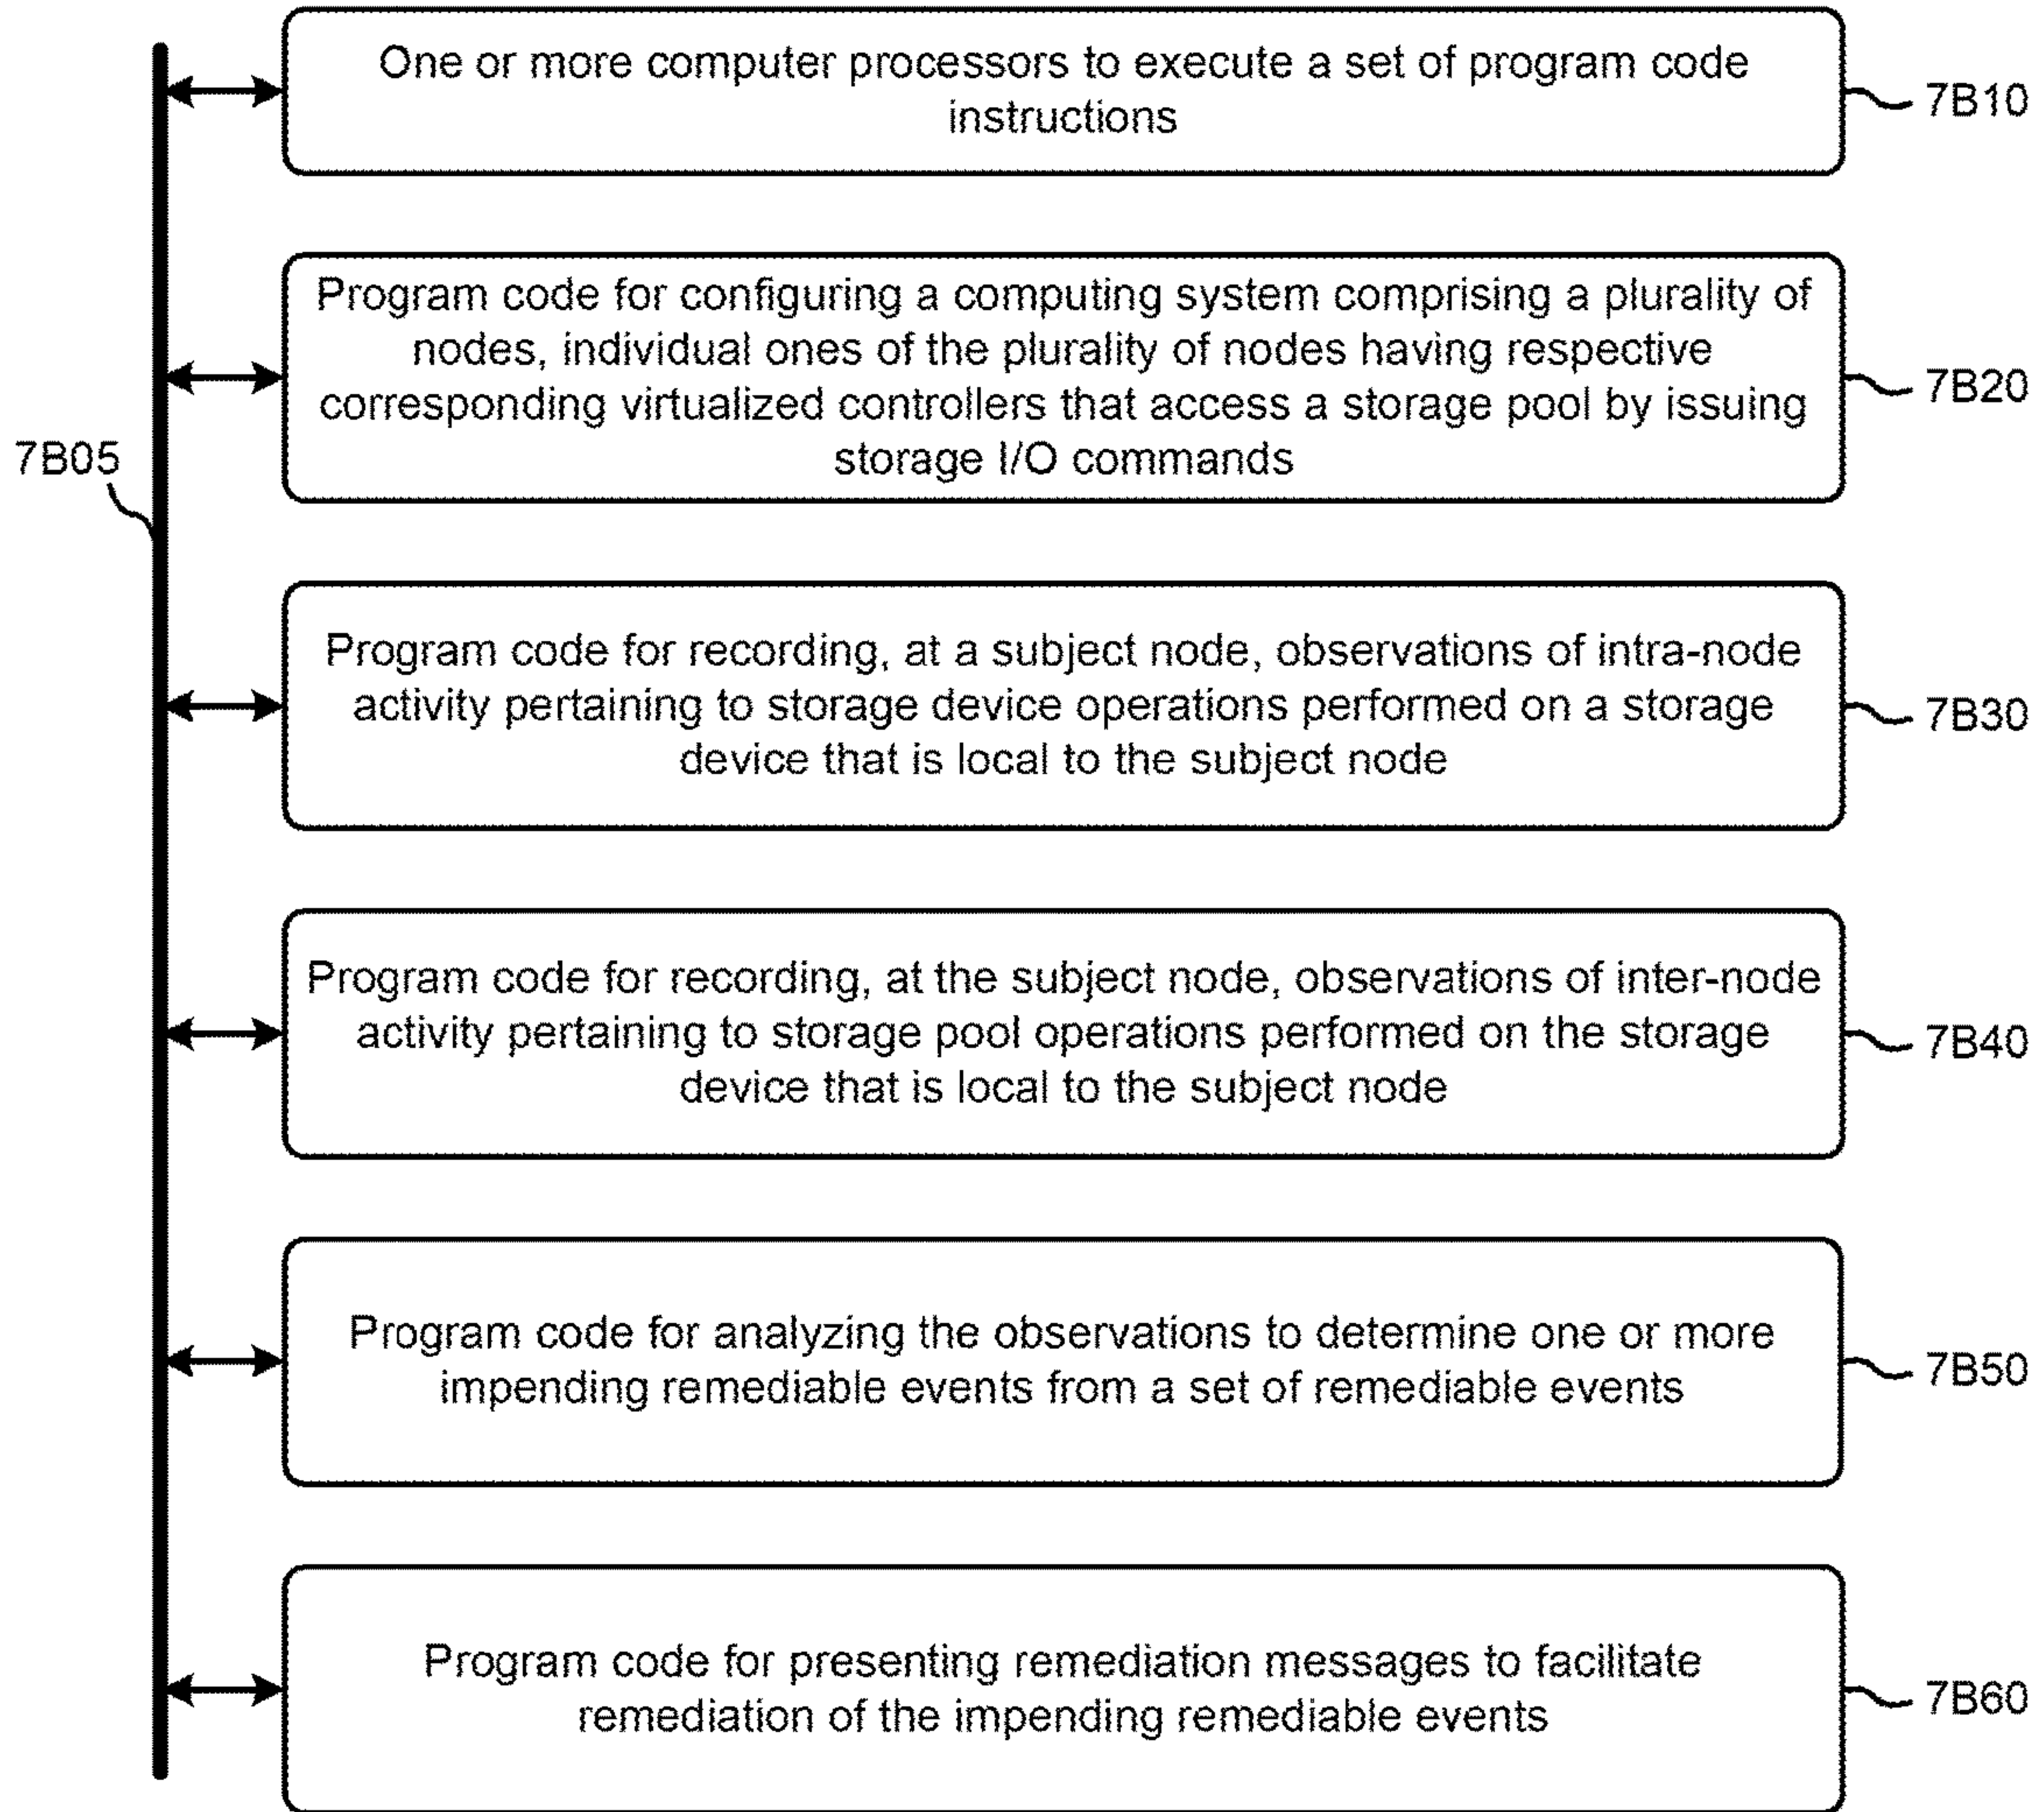 One or more computer processors to execute a set of program code
instructions
7B10
Program code for configuring a computing system comprising a plurality of
nodes, individual ones of the plurality of nodes having respective
corresponding virtualized controllers that access a storage pool by issuing
storage I/O commands
7B20
7B05
Program code for recording, at a subject node, observations of intra-node
activity pertaining to storage device operations performed on a storage
device that is local to the subject node
7B30
Program code for recording, at the subject node, observations of inter-node
activity pertaining to storage pool operations performed on the storage
device that is local to the subject node
7B40
Program code for analyzing the observations to determine one or more
impending remediable events from a set of remediable events
7B50
Program code for presenting remediation messages to facilitate
remediation of the impending remediable events
7B60